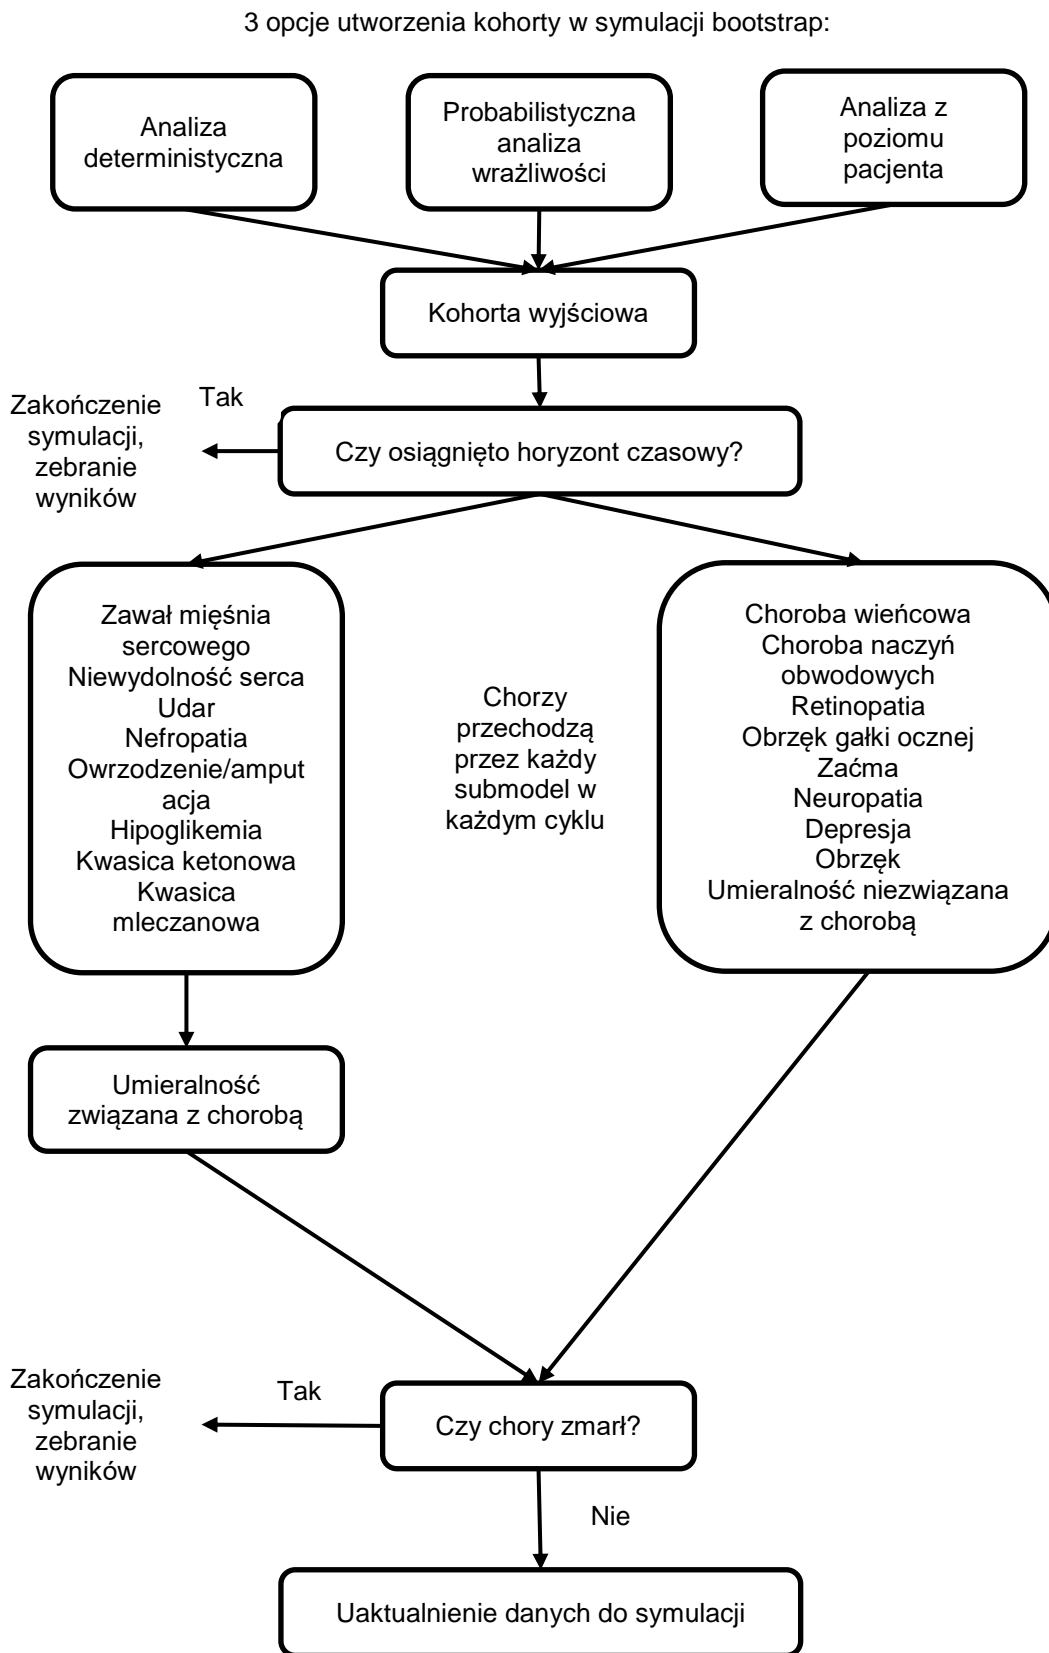 3 opcje utworzenia kohorty w symulacji bootstrap:
Analiza
deterministyczna
Probabilistyczna
analiza
wrażliwości
Analiza z
poziomu
pacjenta
Kohorta wyjściowa
Tak
Zakończenie
symulacji,
zebranie
wyników
Czy osiągnięto horyzont czasowy?
Zawał mięśnia
sercowego
Niewydolność serca
Udar
Nefropatia
Owrzodzenie/amput
acja
Hipoglikemia
Kwasica ketonowa
Kwasica
mleczanowa
Chorzy
przechodzą
przez każdy
submodel w
każdym cyklu
Choroba wieńcowa
Choroba naczyń
obwodowych
Retinopatia
Obrzęk gałki ocznej
Zaćma
Neuropatia
Depresja
Obrzęk
Umieralność niezwiązana
z chorobą
Umieralność
związana z chorobą
Zakończenie
symulacji,
zebranie
wyników
Tak
Czy chory zmarł?
Nie
Uaktualnienie danych do symulacji